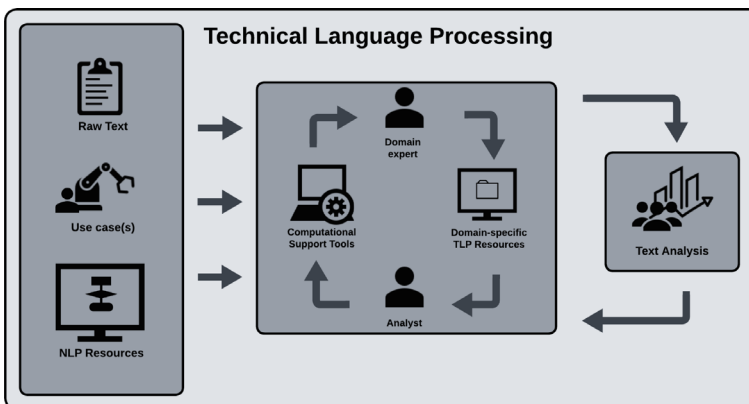 Technical Language Processing
Raw Text
Use case(s)
NLP Resources
Domain
expert
Computational
Support Tools
Domain-specific
TLP Resources
Analyst
Text Analysis